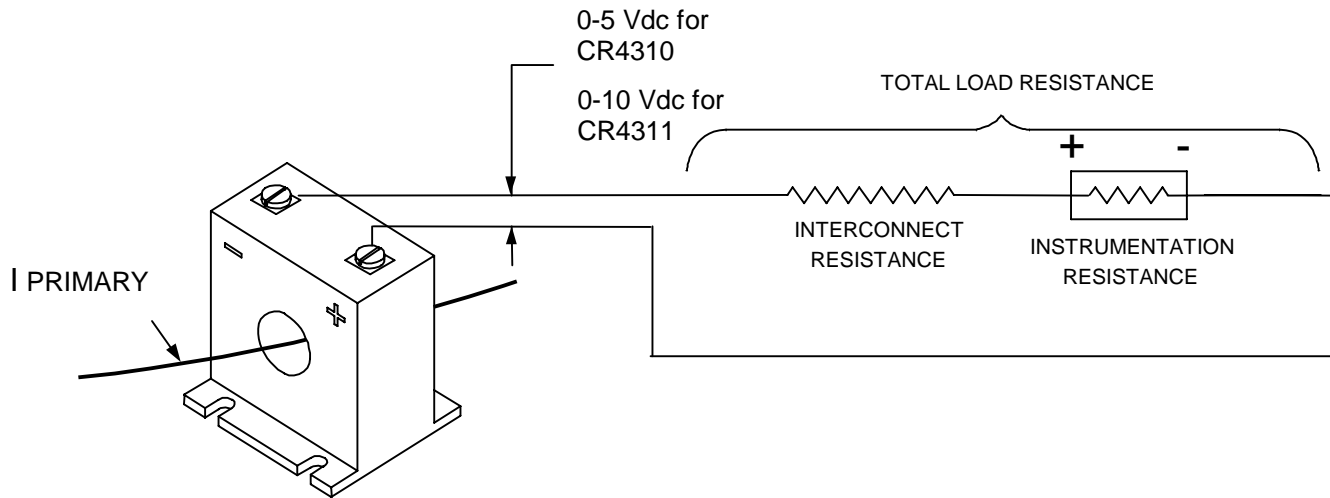 0-5 Vdc for
CR4310
0-10 Vdc for
CR4311
TOTAL LOAD RESISTANCE
+ -
INTERCONNECT
RESISTANCE
INSTRUMENTATION
RESISTANCE
I PRIMARY
-
+